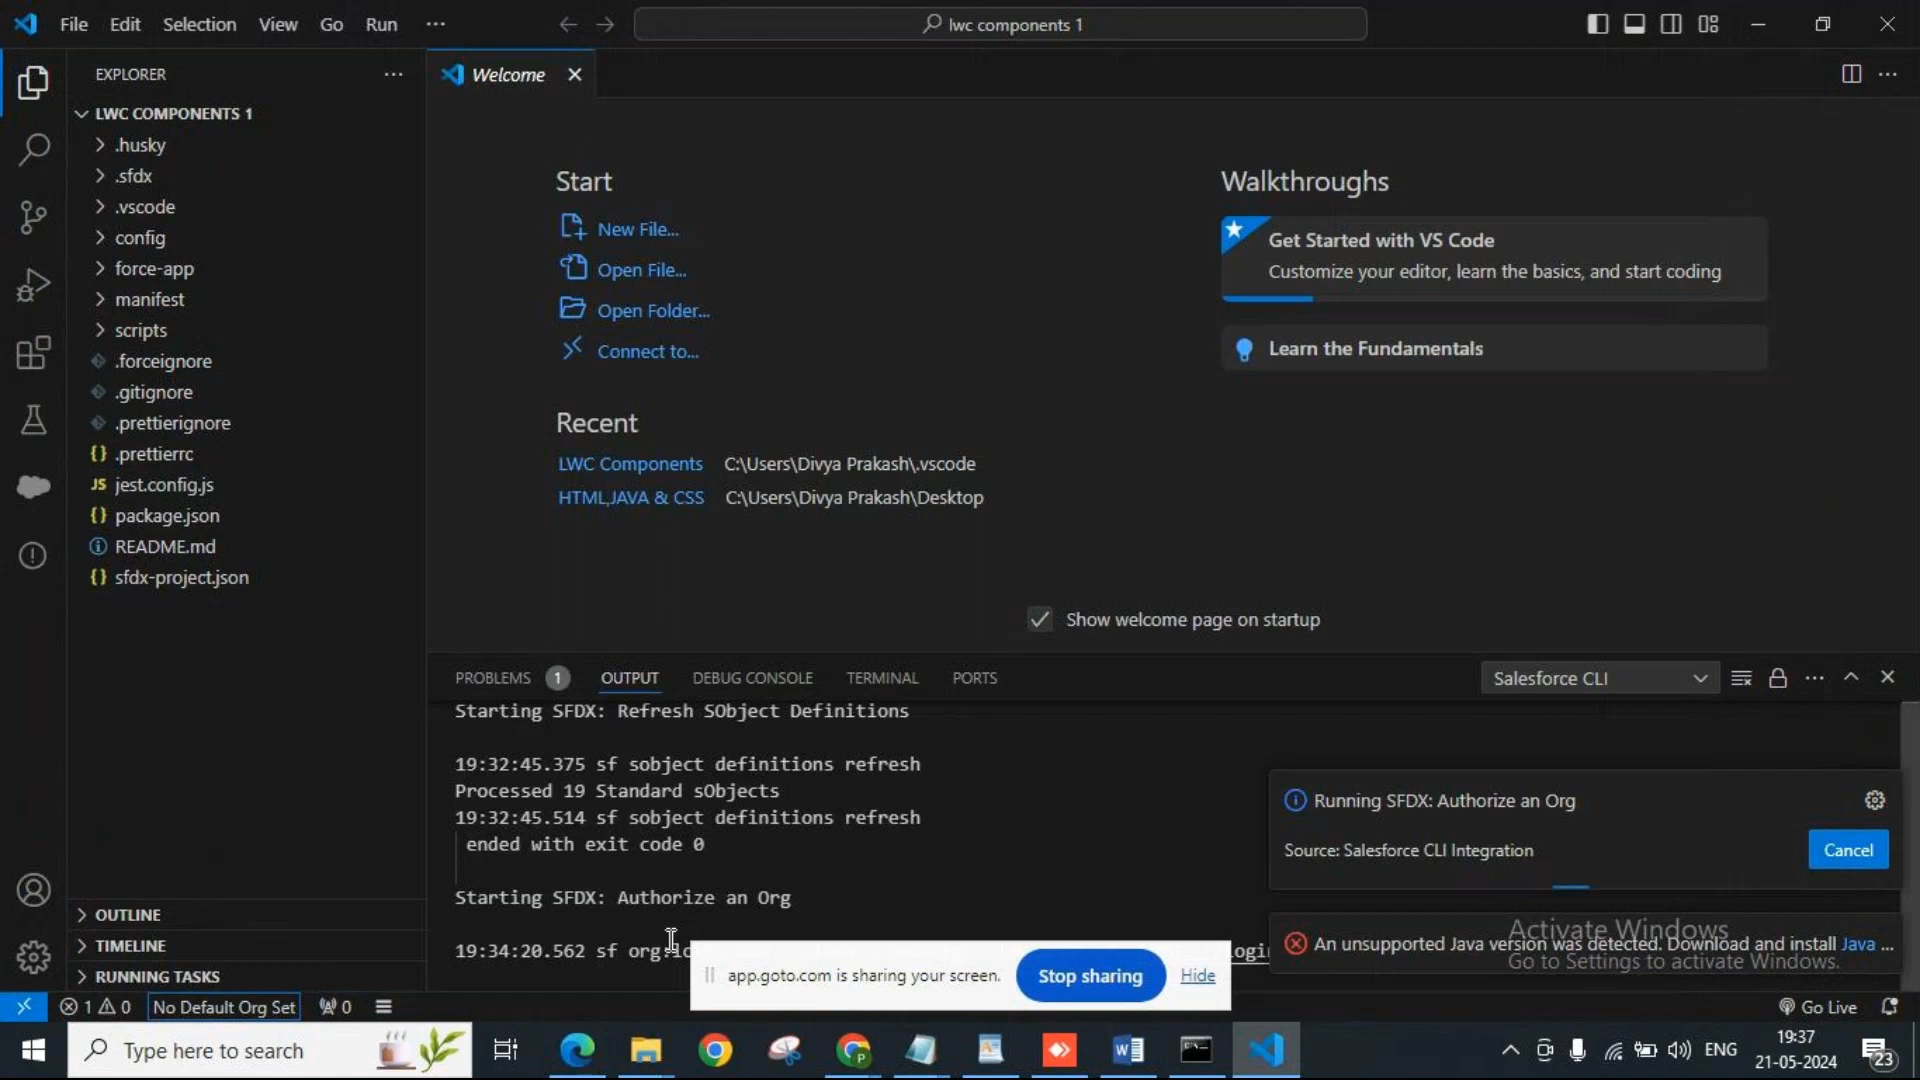 File Edit Selection View Go Run ···
lwc components 1
EXPLORER
LWC COMPONENTS 1
.husky
.sfdx
.vscode
config
force-app
manifest
scripts
.forceignore
.gitignore
.prettierignore
.prettierrc
JS jest.config.js
package.json
README.md
sfdx-project.json
OUTLINE
TIMELINE
RUNNING TASKS
Welcome
Start
New File...
Open File...
Open Folder...
Connect to...
Recent
LWC Components C:\Users\Divya Prakash\.vscode
HTML,JAVA & CSS C:\Users\Divya Prakash\Desktop
Walkthroughs
Get Started with VS Code
Customize your editor, learn the basics, and start coding
Learn the Fundamentals
Show welcome page on startup
PROBLEMS 1 OUTPUT DEBUG CONSOLE TERMINAL PORTS
Salesforce CLI
Starting SFDX: Refresh SObject Definitions
19:32:45.375 sf sobject definitions refresh
Processed 19 Standard sObjects
19:32:45.514 sf sobject definitions refresh
ended with exit code 0
Starting SFDX: Authorize an Org
19:34:20.562 sf org:
Running SFDX: Authorize an Org
Source: Salesforce CLI Integration
Cancel
An unsupported Java version was detected. Download and install Java ...
Activate Windows
Go to Settings to activate Windows.
app.goto.com is sharing your screen. Stop sharing Hide
1 0 No Default Org Set 0
Go Live
Type here to search
ENG
19:37
21-05-2024
23